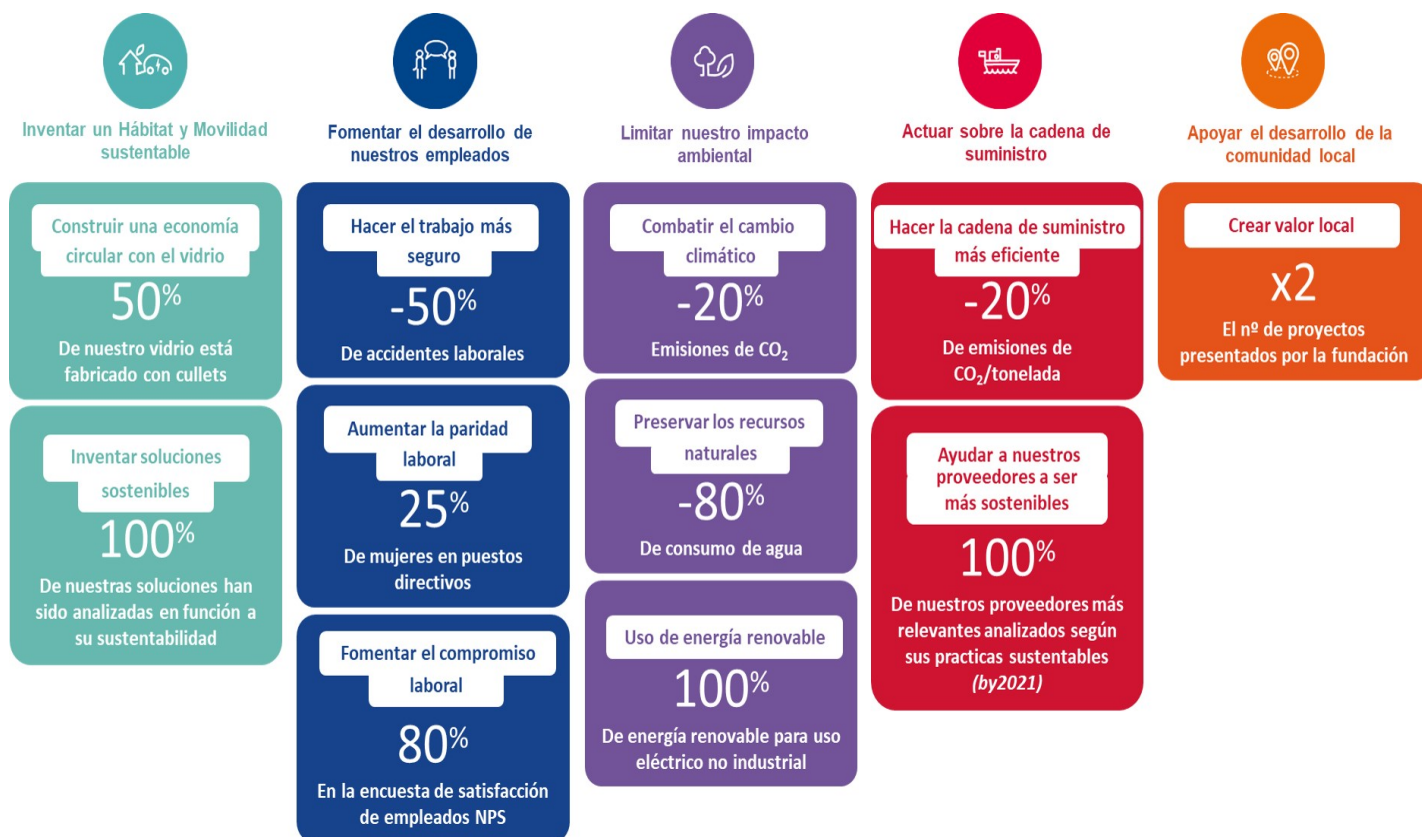 Inventar un Hábitat y Movilidad
sustentable
Construir una economía
circular con el vidrio
50%
De nuestro vidrio está
fabricado con cullets
Inventar soluciones
sostenibles
100%
De nuestras soluciones han
sido analizadas en función a
su sustentabilidad
Fomentar el desarrollo de
nuestros empleados
Hacer el trabajo más
seguro
-50%
De accidentes laborales
Aumentar la paridad
laboral
25%
De mujeres en puestos
directivos
Fomentar el compromiso
laboral
80%
En la encuesta de satisfacción
de empleados NPS
Limitar nuestro impacto
ambiental
Combatir el cambio
climático
-20%
Emisiones de CO₂
Preservar los recursos
naturales
-80%
De consumo de agua
Uso de energía renovable
100%
De energía renovable para uso
eléctrico no industrial
Actuar sobre la cadena de
suministro
Hacer la cadena de suministro
más eficiente
-20%
De emisiones de
CO₂/tonelada
Ayudar a nuestros
proveedores a ser
más sostenibles
100%
De nuestros proveedores más
relevantes analizados según
sus practicas sustentables
(by2021)
Apoyar el desarrollo de la
comunidad local
Crear valor local
x2
El nº de proyectos
presentados por la fundación